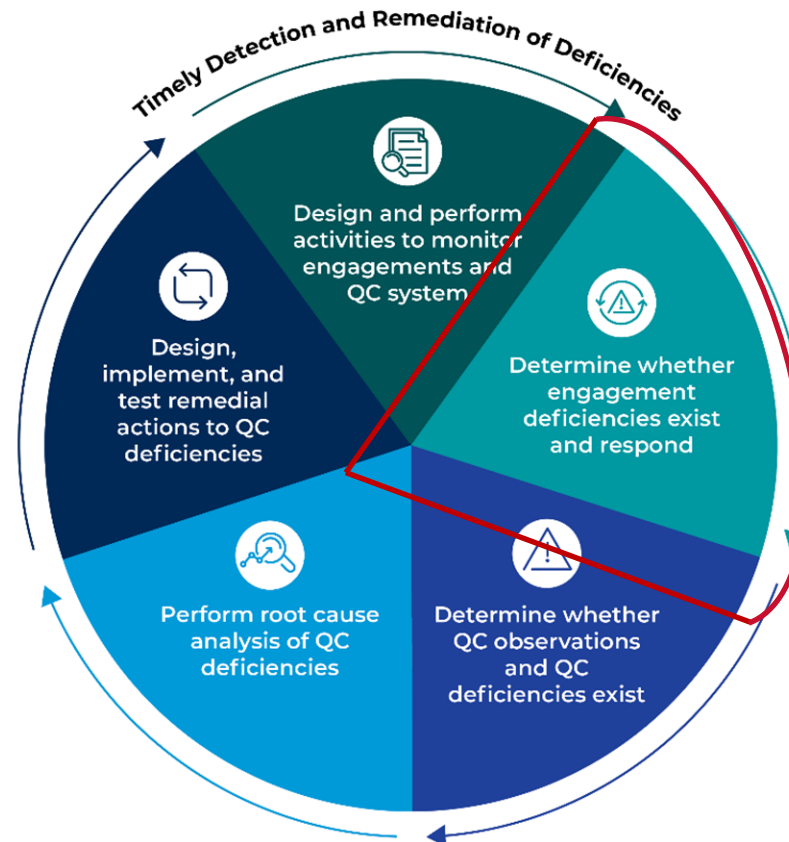 Timely Detection and Remediation of Deficiencies
Design and perform
activities to monitor
engagements and
QC system
Determine whether
engagement
deficiencies exist
and respond
Determine whether
QC observations
and QC
deficiencies exist
Perform root cause
analysis of QC
deficiencies
Design,
implement, and
test remedial
actions to QC
deficiencies